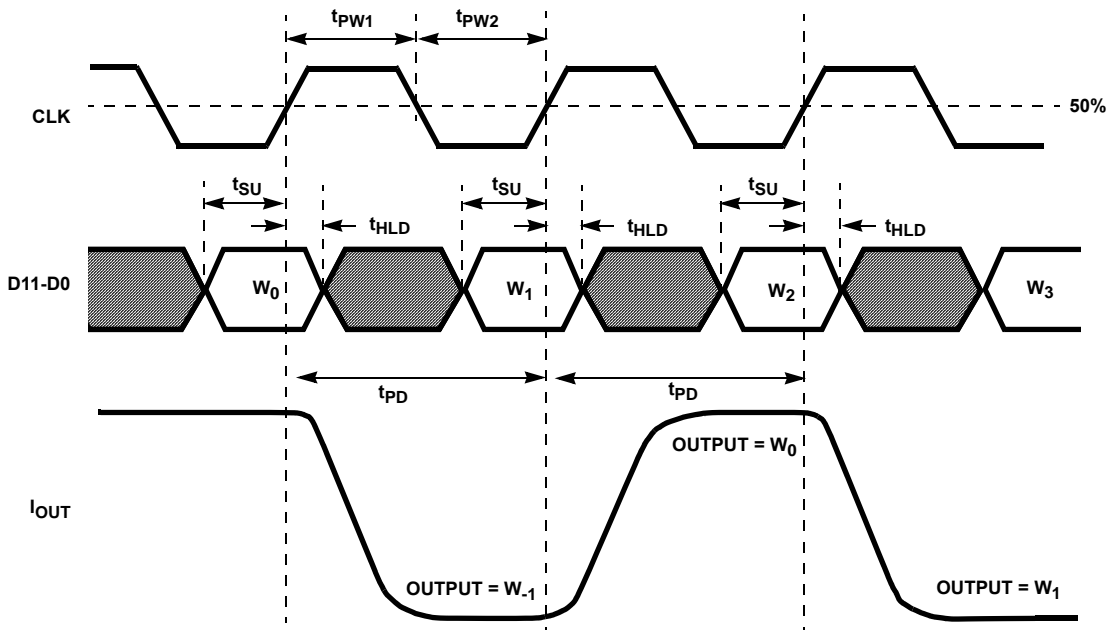 tPW1 tPW2
CLK
50%
tSU tSU tSU
tHLD tHLD tHLD
D11-D0
W0 W1 W2 W3
tPD tPD
OUTPUT = W0
IOUT
OUTPUT = W-1
OUTPUT = W1